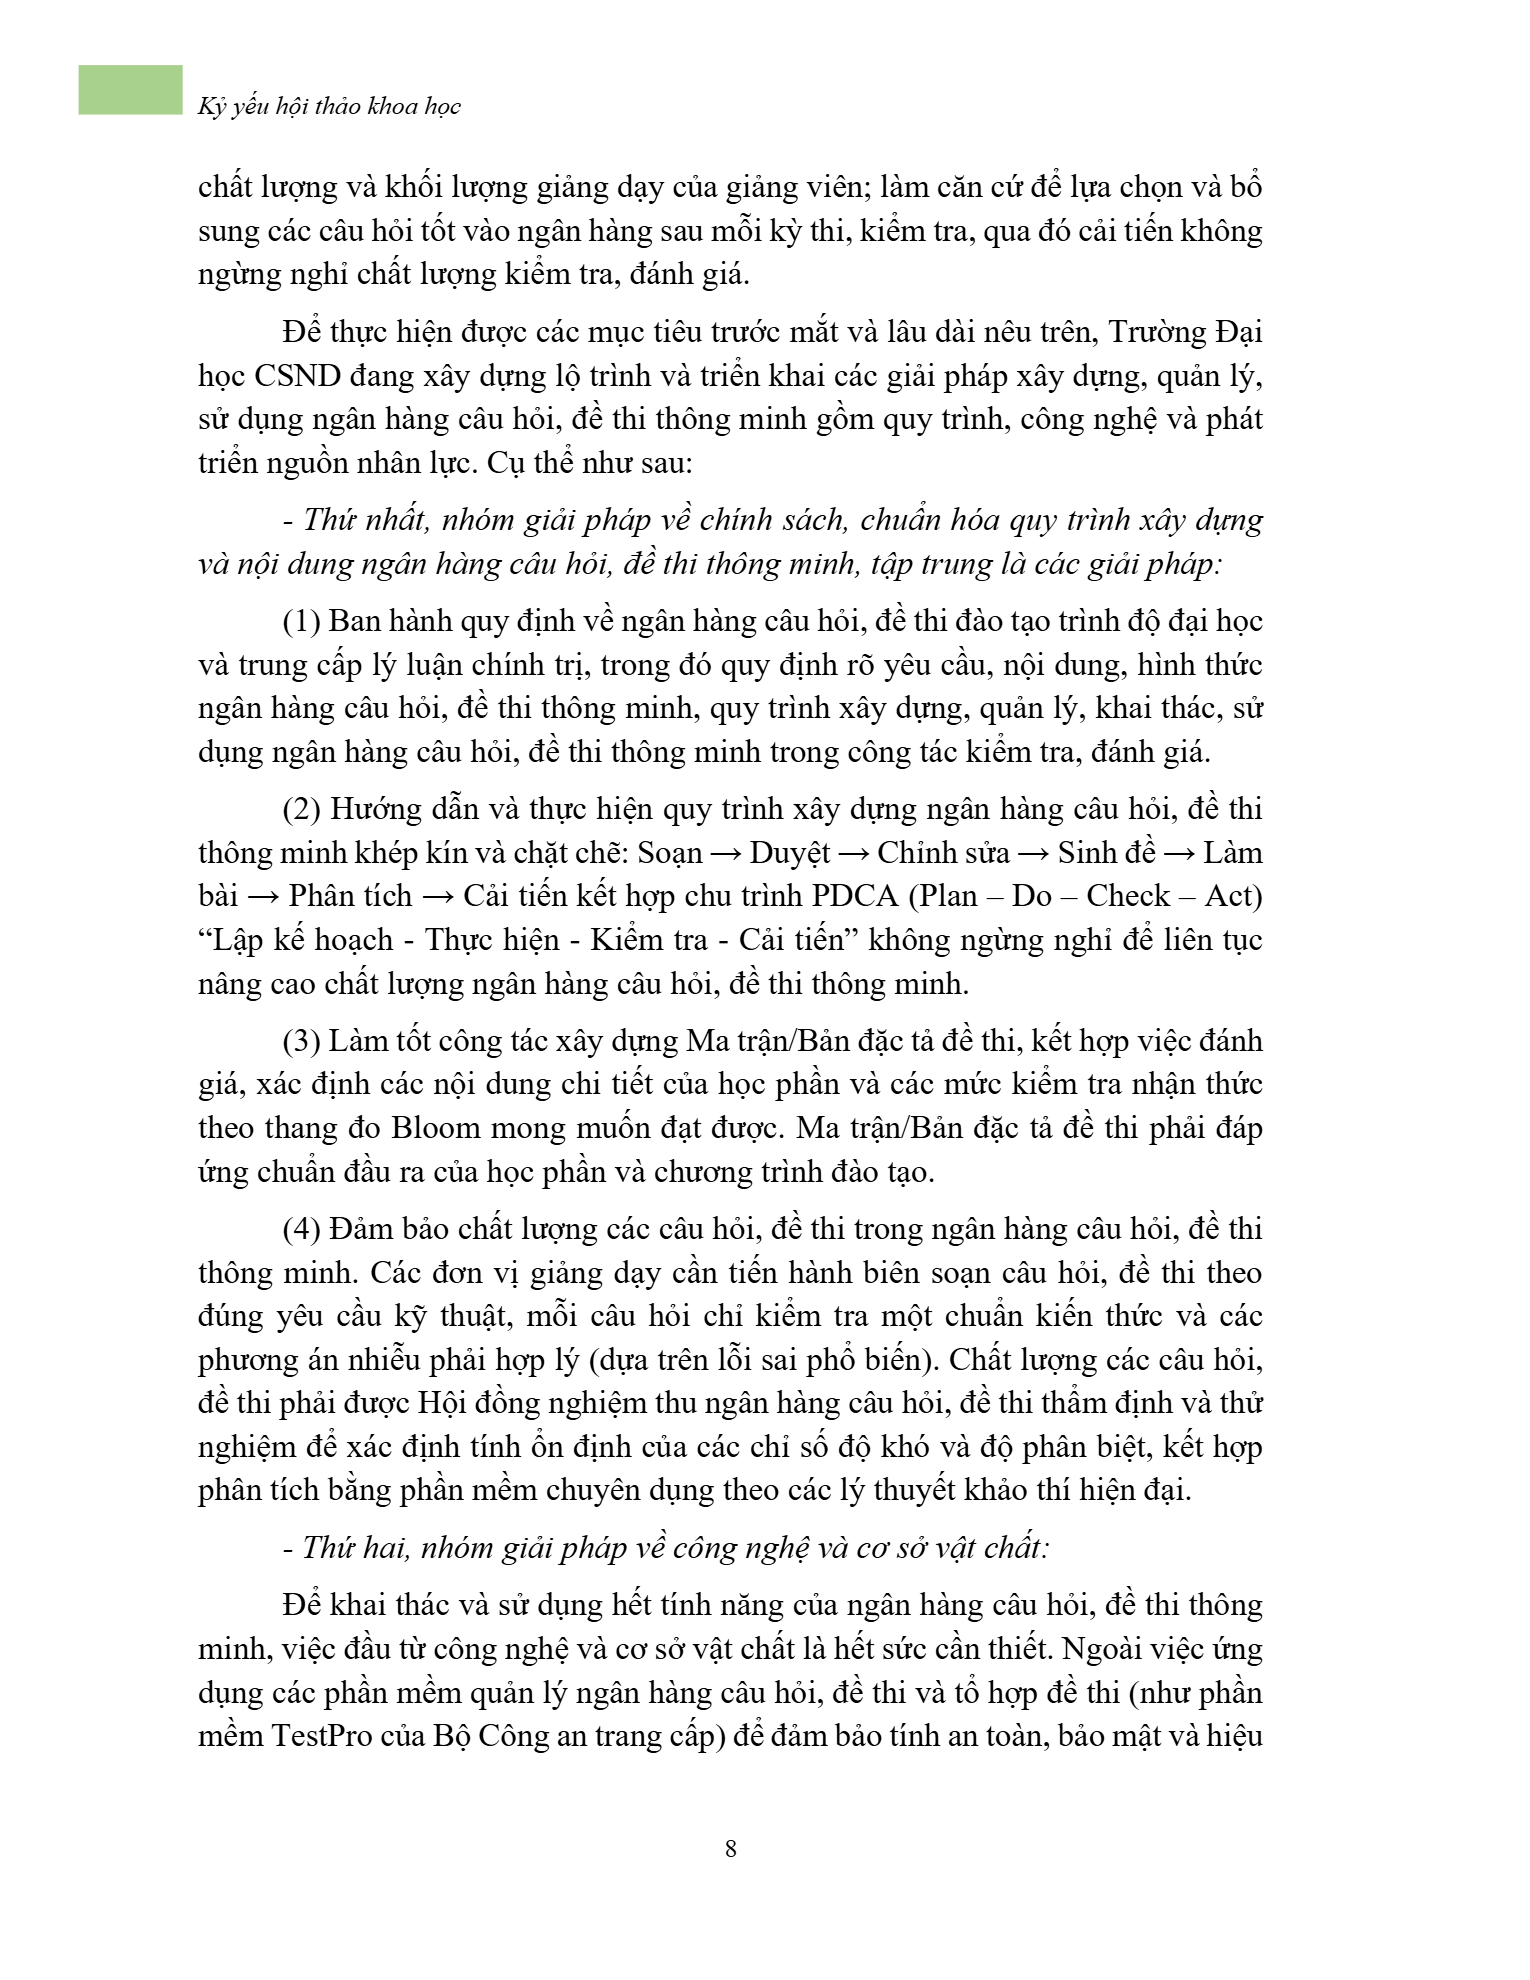 Kỷ yếu hội thảo khoa học
chất lượng và khối lượng giảng dạy của giảng viên; làm căn cứ để lựa chọn và bổ
sung các câu hỏi tốt vào ngân hàng sau mỗi kỳ thi, kiểm tra, qua đó cải tiến không
ngừng nghỉ chất lượng kiểm tra, đánh giá.
Để thực hiện được các mục tiêu trước mắt và lâu dài nêu trên, Trường Đại
học CSND đang xây dựng lộ trình và triển khai các giải pháp xây dựng, quản lý,
sử dụng ngân hàng câu hỏi, đề thi thông minh gồm quy trình, công nghệ và phát
triển nguồn nhân lực. Cụ thể như sau:
- Thứ nhất, nhóm giải pháp về chính sách, chuẩn hóa quy trình xây dựng
và nội dung ngân hàng câu hỏi, đề thi thông minh, tập trung là các giải pháp:
(1) Ban hành quy định về ngân hàng câu hỏi, đề thi đào tạo trình độ đại học
và trung cấp lý luận chính trị, trong đó quy định rõ yêu cầu, nội dung, hình thức
ngân hàng câu hỏi, đề thi thông minh, quy trình xây dựng, quản lý, khai thác, sử
dụng ngân hàng câu hỏi, đề thi thông minh trong công tác kiểm tra, đánh giá.
(2) Hướng dẫn và thực hiện quy trình xây dựng ngân hàng câu hỏi, đề thi
thông minh khép kín và chặt chẽ: Soạn → Duyệt → Chỉnh sửa → Sinh đề → Làm
bài → Phân tích → Cải tiến kết hợp chu trình PDCA (Plan – Do – Check – Act)
“Lập kế hoạch - Thực hiện - Kiểm tra - Cải tiến” không ngừng nghỉ để liên tục
nâng cao chất lượng ngân hàng câu hỏi, đề thi thông minh.
(3) Làm tốt công tác xây dựng Ma trận/Bản đặc tả đề thi, kết hợp việc đánh
giá, xác định các nội dung chi tiết của học phần và các mức kiểm tra nhận thức
theo thang đo Bloom mong muốn đạt được. Ma trận/Bản đặc tả đề thi phải đáp
ứng chuẩn đầu ra của học phần và chương trình đào tạo.
(4) Đảm bảo chất lượng các câu hỏi, đề thi trong ngân hàng câu hỏi, đề thi
thông minh. Các đơn vị giảng dạy cần tiến hành biên soạn câu hỏi, đề thi theo
đúng yêu cầu kỹ thuật, mỗi câu hỏi chỉ kiểm tra một chuẩn kiến thức và các
phương án nhiễu phải hợp lý (dựa trên lỗi sai phổ biến). Chất lượng các câu hỏi,
đề thi phải được Hội đồng nghiệm thu ngân hàng câu hỏi, đề thi thẩm định và thử
nghiệm để xác định tính ổn định của các chỉ số độ khó và độ phân biệt, kết hợp
phân tích bằng phần mềm chuyên dụng theo các lý thuyết khảo thí hiện đại.
- Thứ hai, nhóm giải pháp về công nghệ và cơ sở vật chất:
Để khai thác và sử dụng hết tính năng của ngân hàng câu hỏi, đề thi thông
minh, việc đầu từ công nghệ và cơ sở vật chất là hết sức cần thiết. Ngoài việc ứng
dụng các phần mềm quản lý ngân hàng câu hỏi, đề thi và tổ hợp đề thi (như phần
mềm TestPro của Bộ Công an trang cấp) để đảm bảo tính an toàn, bảo mật và hiệu
8